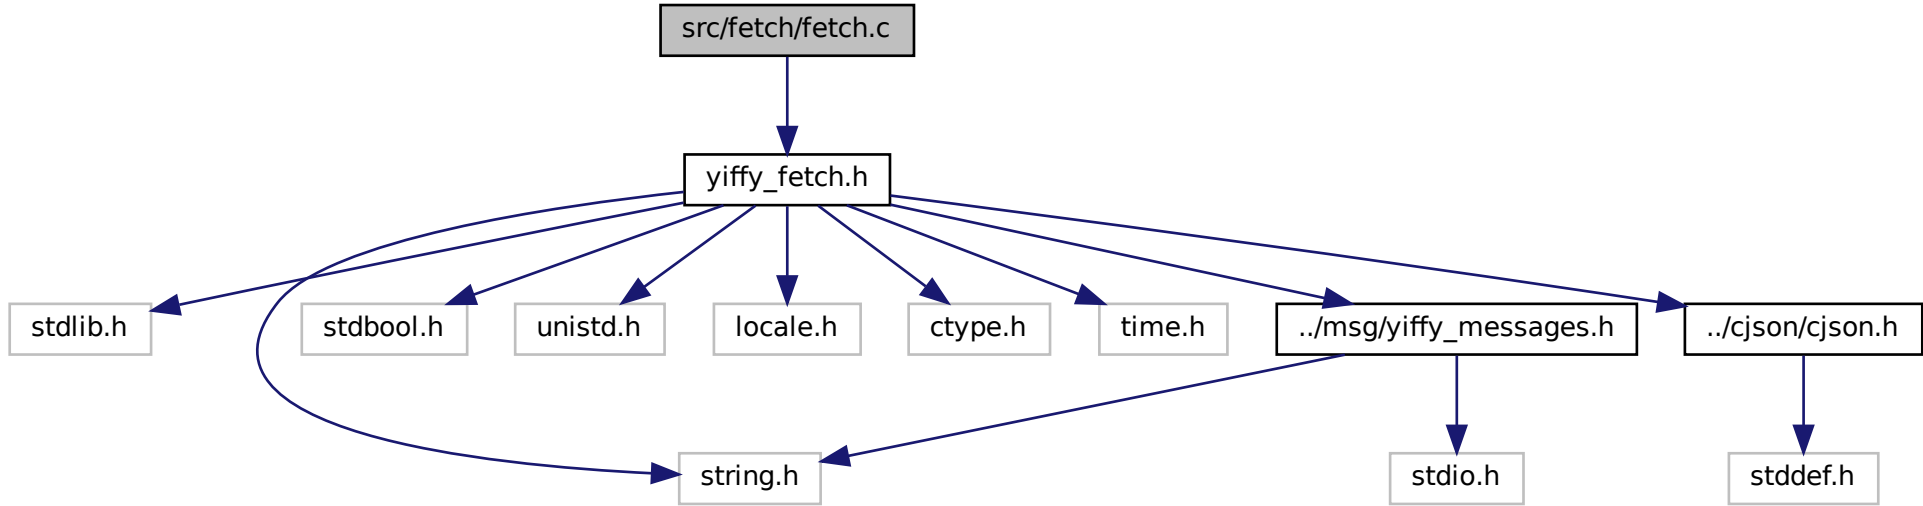 src/fetch/fetch.c
yiffy_fetch.h
stdlib.h
stdbool.h
unistd.h
locale.h
ctype.h
time.h
../msg/yiffy_messages.h
../cjson/cjson.h
string.h
stdio.h
stddef.h